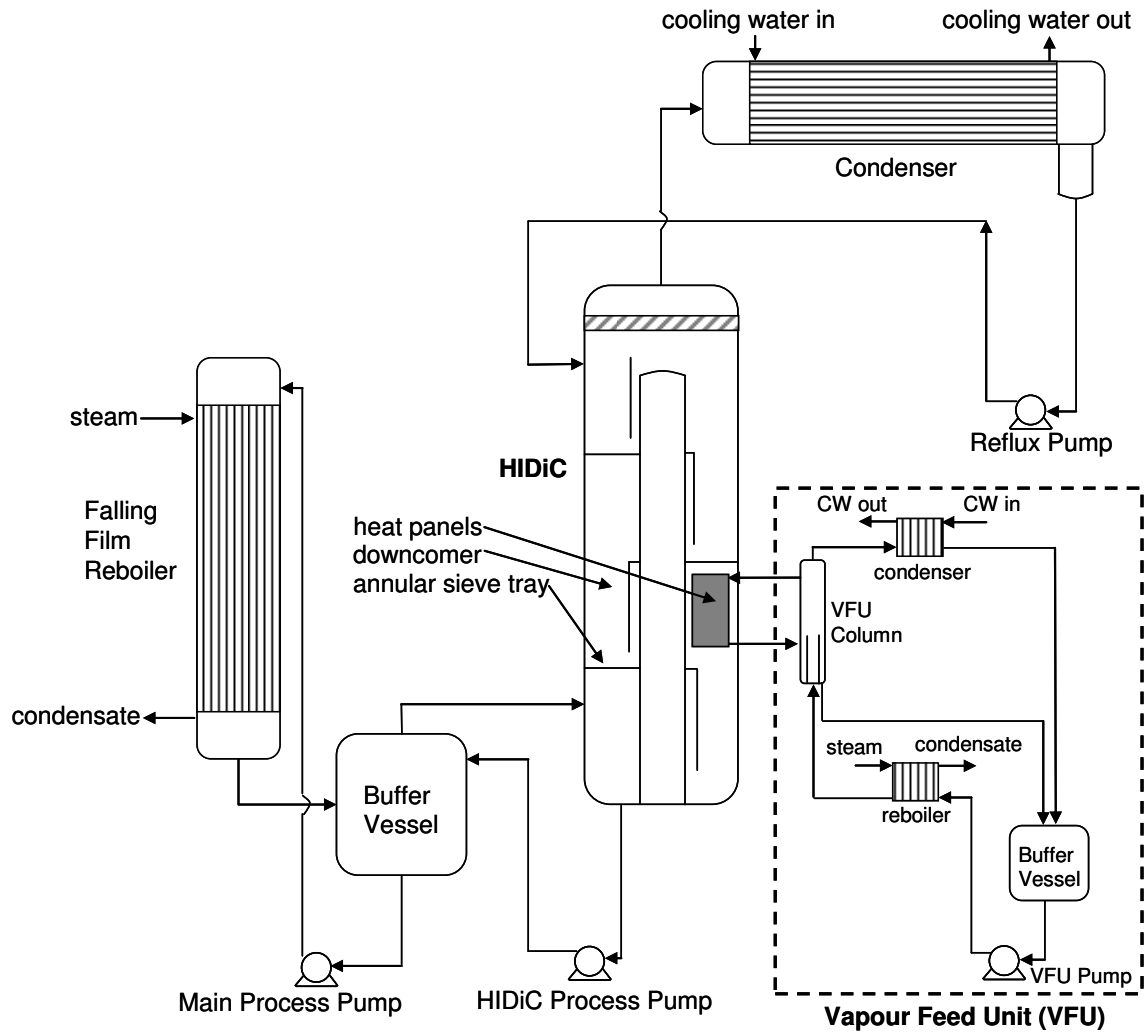 cooling water in
cooling water out
Condenser
Reflux Pump
steam
HIDiC
Falling
Film
Reboiler
heat panels
downcomer
annular sieve tray
CW out
CW in
condenser
VFU
Column
condensate
steam
condensate
reboiler
Buffer
Vessel
Buffer
Vessel
VFU Pump
Main Process Pump
HIDiC Process Pump
Vapour Feed Unit (VFU)